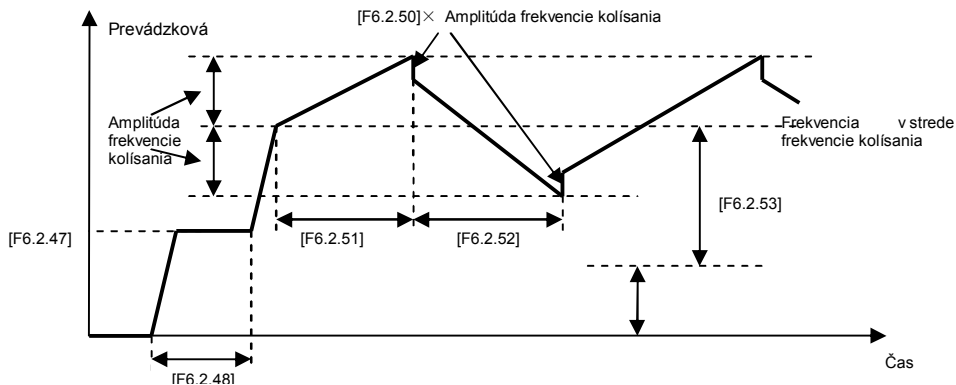 [F6.2.50]× Amplitúda frekvencie kolísania
Prevádzková
Amplitúda
frekvencie
kolísania
Frekvencia v strede
frekvencie kolísania
[F6.2.53]
[F6.2.47]
[F6.2.51]
[F6.2.52]
Čas
[F6.2.48]